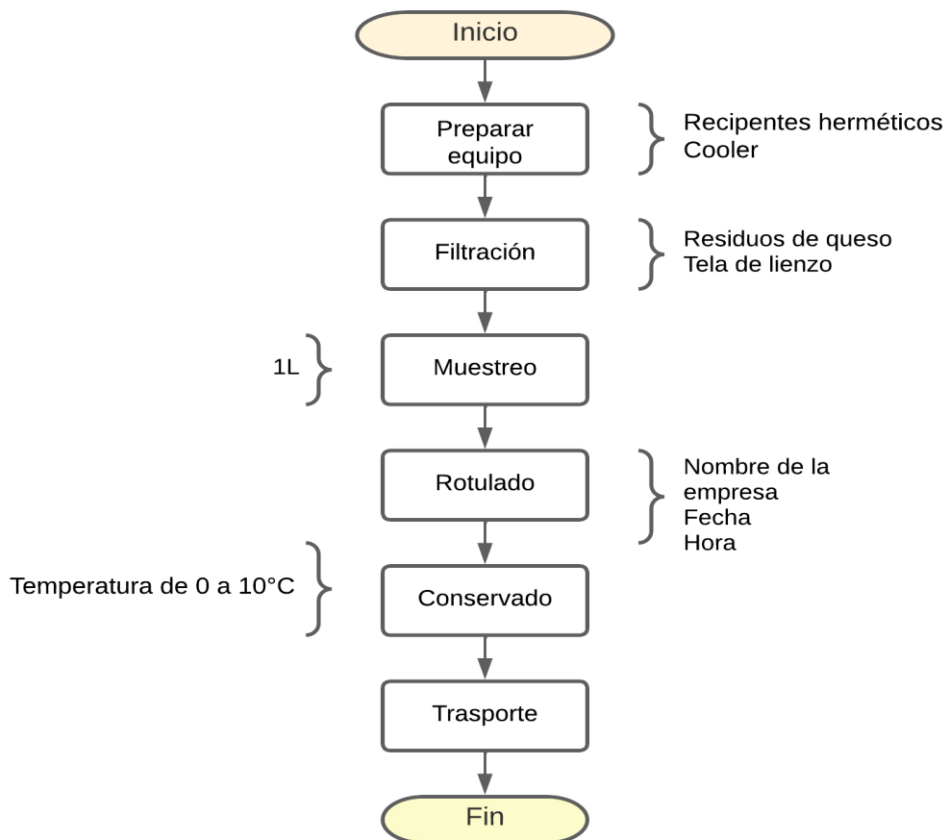 Inicio
Preparar
equipo
Recipentes herméticos
Cooler
Filtración
Residuos de queso
Tela de lienzo
1L
Muestreo
Rotulado
Nombre de la
empresa
Fecha
Hora
Temperatura de 0 a 10°C
Conservado
Trasporte
Fin